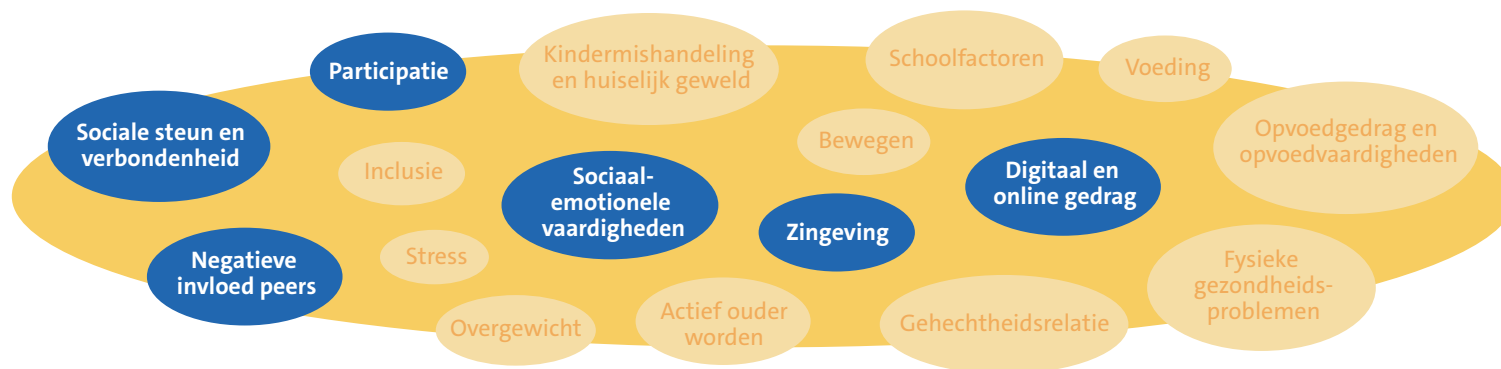 Participatie
Kindermishandeling
en huiselijk geweld
Schoolfactoren
Voeding
Sociale steun en
verbondenheid
Inclusie
Sociaal-
emotionele
vaardigheden
Bewegen
Zingeving
Digitaal en
online gedrag
Opvoedgedrag en
opvoedvaardigheden
Negatieve
invloed peers
Stress
Overgewicht
Actief ouder
worden
Gehechtheidsrelatie
Fysieke
gezondheids-
problemen